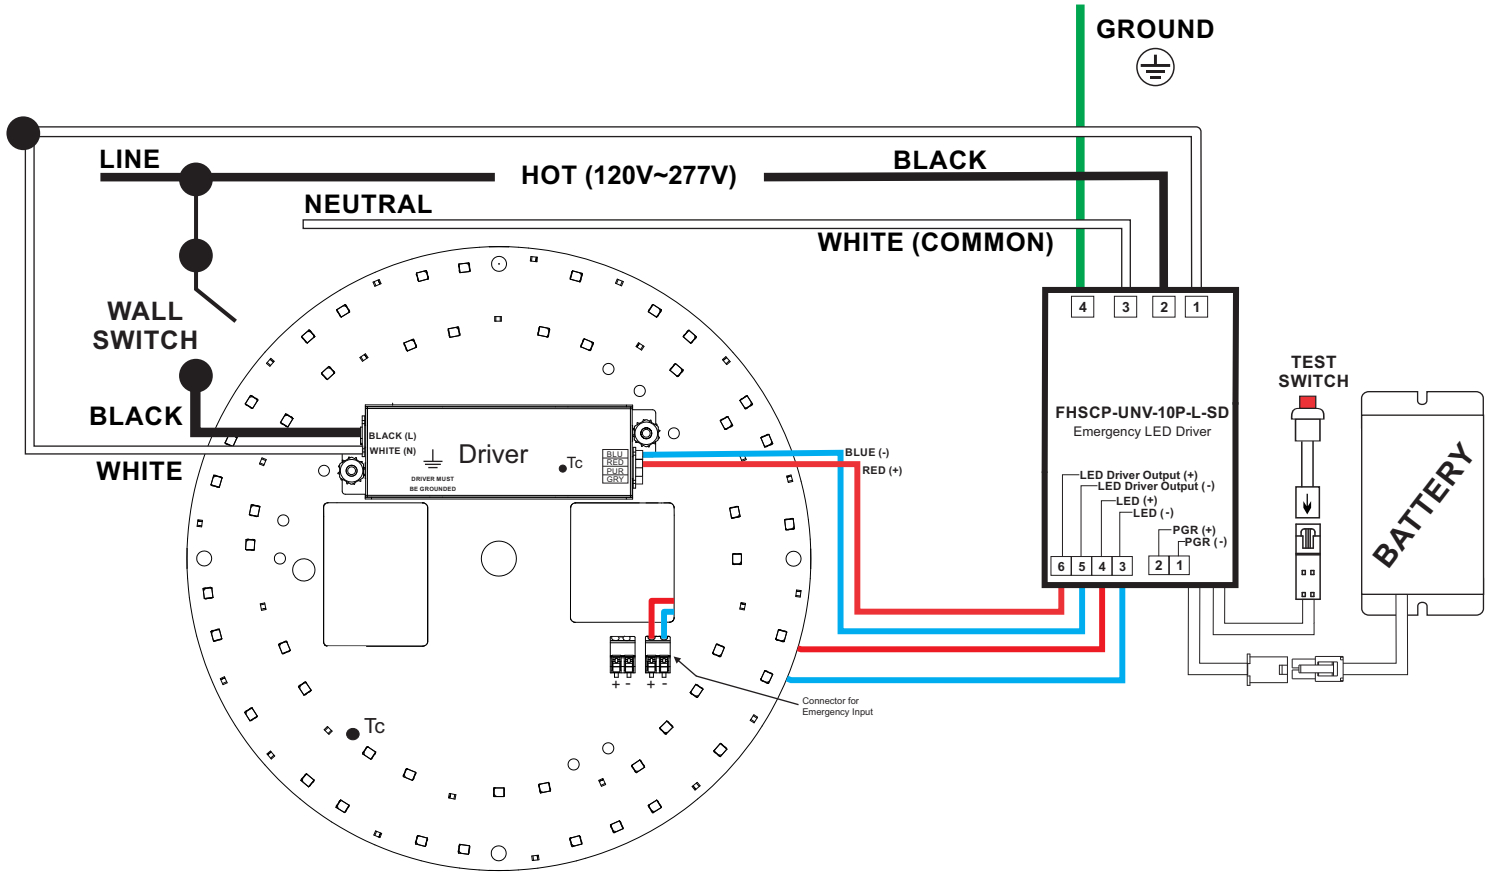 GROUND
LINE
HOT (120V~277V)
BLACK
NEUTRAL
WHITE (COMMON)
WALL
SWITCH
BLACK
WHITE
BLACK (L)
WHITE (N)
DRIVER MUST
BE GROUNDED
Driver
Tc
BLU
RED
PUR
GRY
BLUE (-)
RED (+)
4 3 2 1
FHSCP-UNV-10P-L-SD
Emergency LED Driver
LED Driver Output (+)
LED Driver Output (-)
LED (+)
LED (-)
PGR (+)
PGR (-)
6 5 4 3 2 1
TEST
SWITCH
BATTERY
+ - + -
Connector for
Emergency Input
Tc